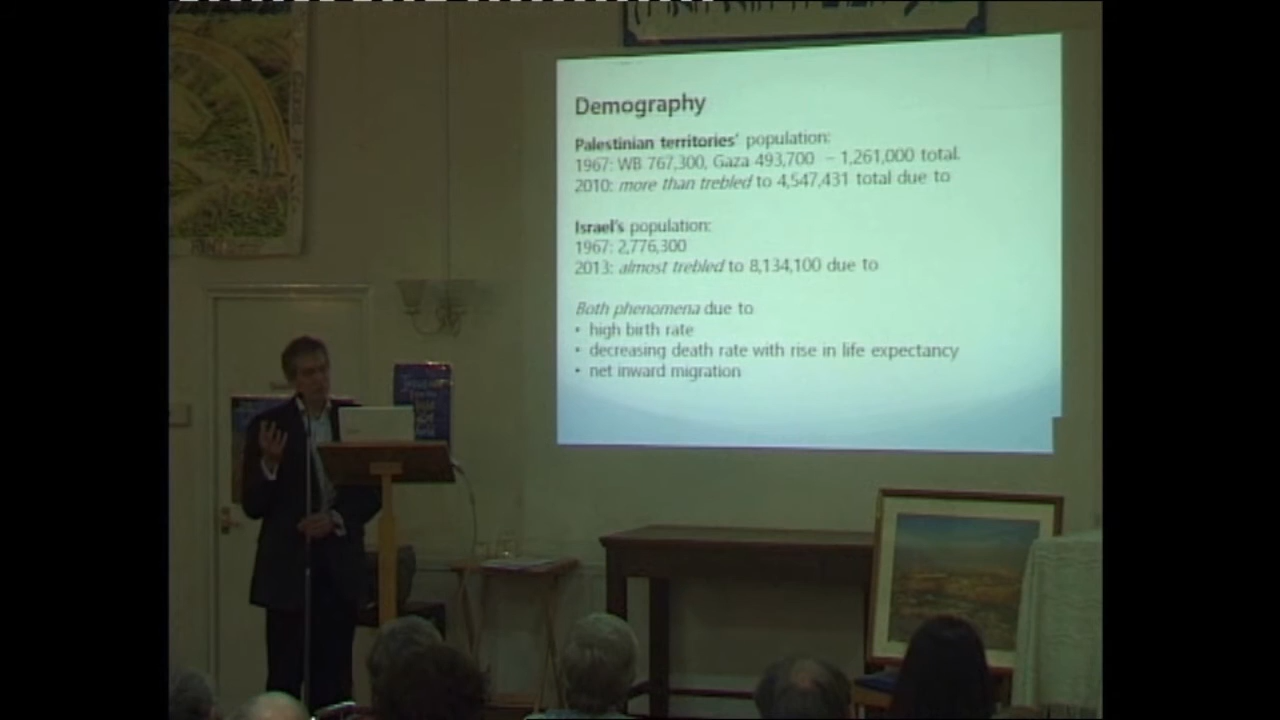 Demography
Palestinian territories' population:
1967: WB 767,300, Gaza 493,700 – 1,261,000 total.
2010: more than trebled to 4,547,431 total due to
Israel's population:
1967: 2,776,300
2013: almost trebled to 8,134,100 due to
Both phenomena due to
• high birth rate
• decreasing death rate with rise in life expectancy
• net inward migration